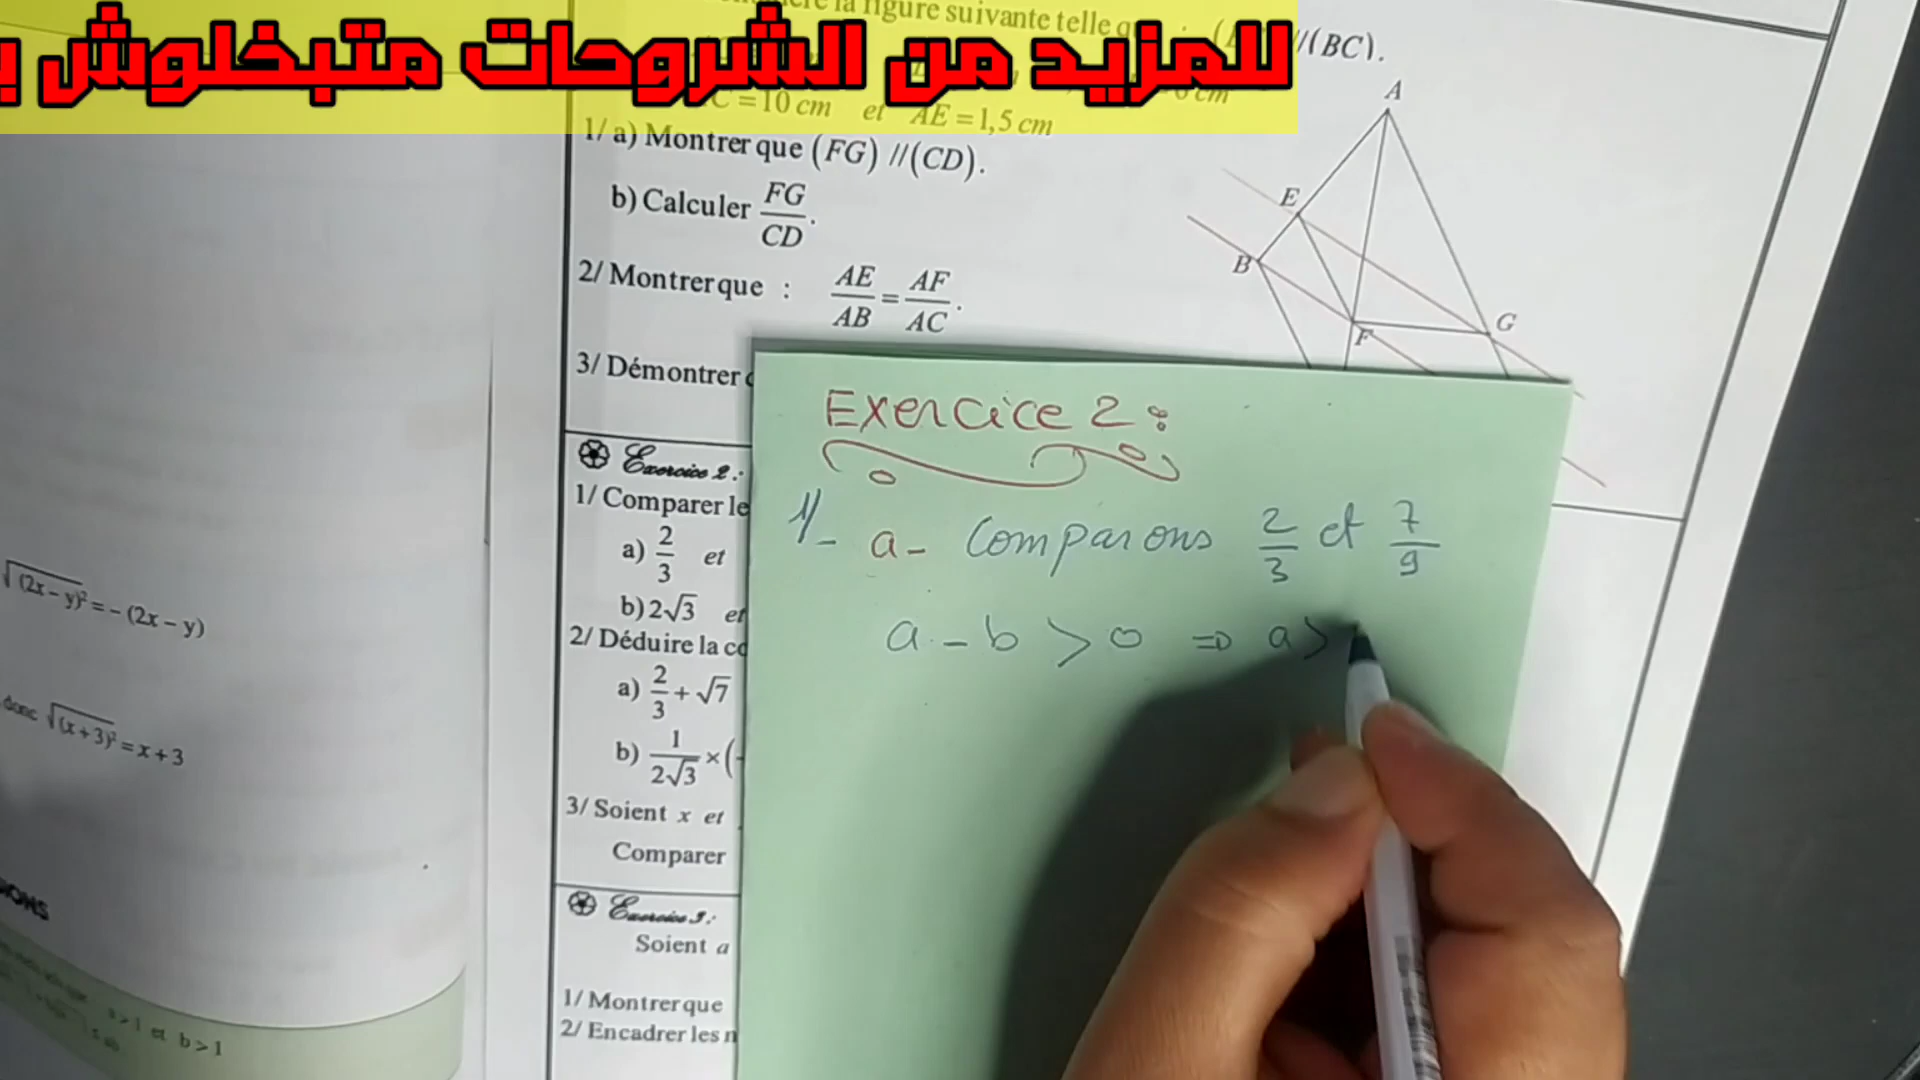 للمزيد من الشروحات متبخلوش
la figure suivante telle //(BC).
C = 10 cm et AE = 1,5 cm
1/ a) Montrer que (FG) //(CD).
b) Calculer FG/CD.
2/ Montrer que : AE/AB = AF/AC.
3/ Démontrer
A
E
B
G
F
Exercice 2 :
1/ Comparer le
a) 2/3 et
b) 2√3 et
2/ Déduire la
a) 2/3 + √7
b) 1/2√3 × (
3/ Soient x et
Comparer
Exercice 3 :
Soient a
1/ Montrer que
2/ Encadrer les
Exercice 2 :
1/- a- Comparons 2/3 et 7/9
a - b > 0 ⇒ a >
√(2x – y)² = – (2x – y)
donc √(x + 3)² = x + 3
a > 1 et b > 1